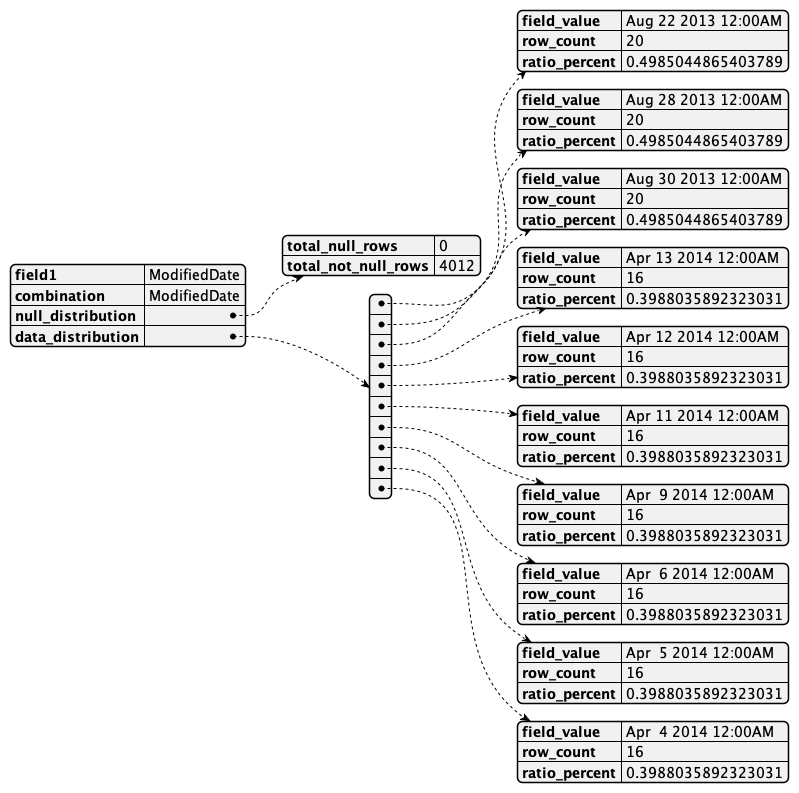 field1 ModifiedDate
combination ModifiedDate
null_distribution
data_distribution
total_null_rows 0
total_not_null_rows 4012
field_value Aug 22 2013 12:00AM
row_count 20
ratio_percent 0.4985044865403789
field_value Aug 28 2013 12:00AM
row_count 20
ratio_percent 0.4985044865403789
field_value Aug 30 2013 12:00AM
row_count 20
ratio_percent 0.4985044865403789
field_value Apr 13 2014 12:00AM
row_count 16
ratio_percent 0.3988035892323031
field_value Apr 12 2014 12:00AM
row_count 16
ratio_percent 0.3988035892323031
field_value Apr 11 2014 12:00AM
row_count 16
ratio_percent 0.3988035892323031
field_value Apr  9 2014 12:00AM
row_count 16
ratio_percent 0.3988035892323031
field_value Apr  6 2014 12:00AM
row_count 16
ratio_percent 0.3988035892323031
field_value Apr  5 2014 12:00AM
row_count 16
ratio_percent 0.3988035892323031
field_value Apr  4 2014 12:00AM
row_count 16
ratio_percent 0.3988035892323031